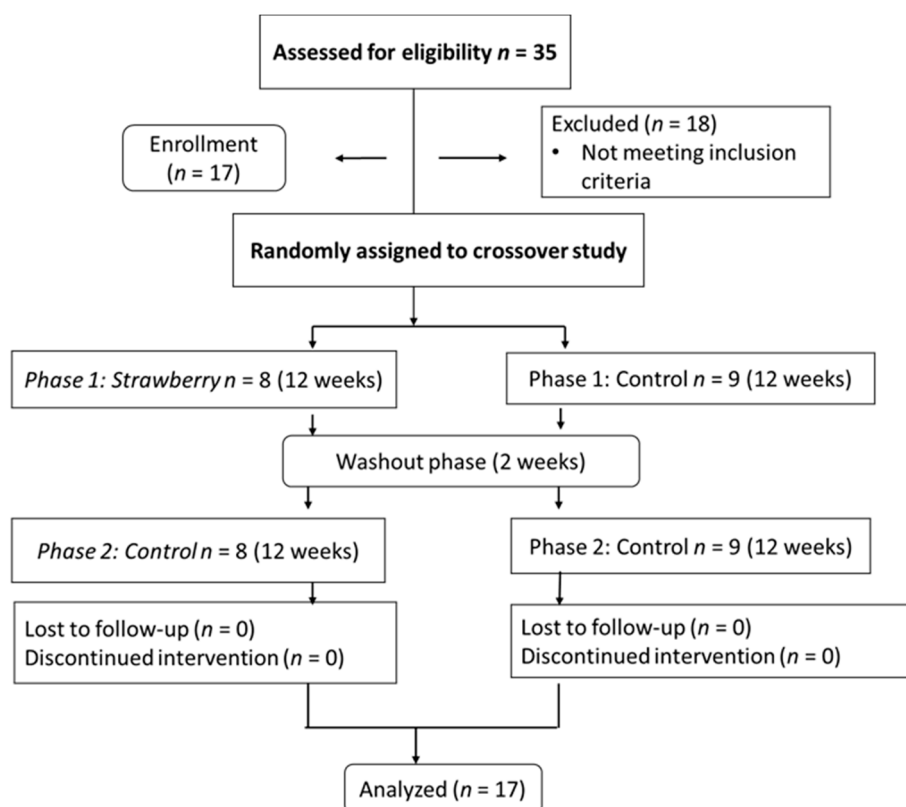 Assessed for eligibility n = 35
Enrollment
(n = 17)
Excluded (n = 18)
• Not meeting inclusion
criteria
Randomly assigned to crossover study
Phase 1: Strawberry n = 8 (12 weeks)
Phase 1: Control n = 9 (12 weeks)
Washout phase (2 weeks)
Phase 2: Control n = 8 (12 weeks)
Phase 2: Control n = 9 (12 weeks)
Lost to follow-up (n = 0)
Discontinued intervention (n = 0)
Lost to follow-up (n = 0)
Discontinued intervention (n = 0)
Analyzed (n = 17)